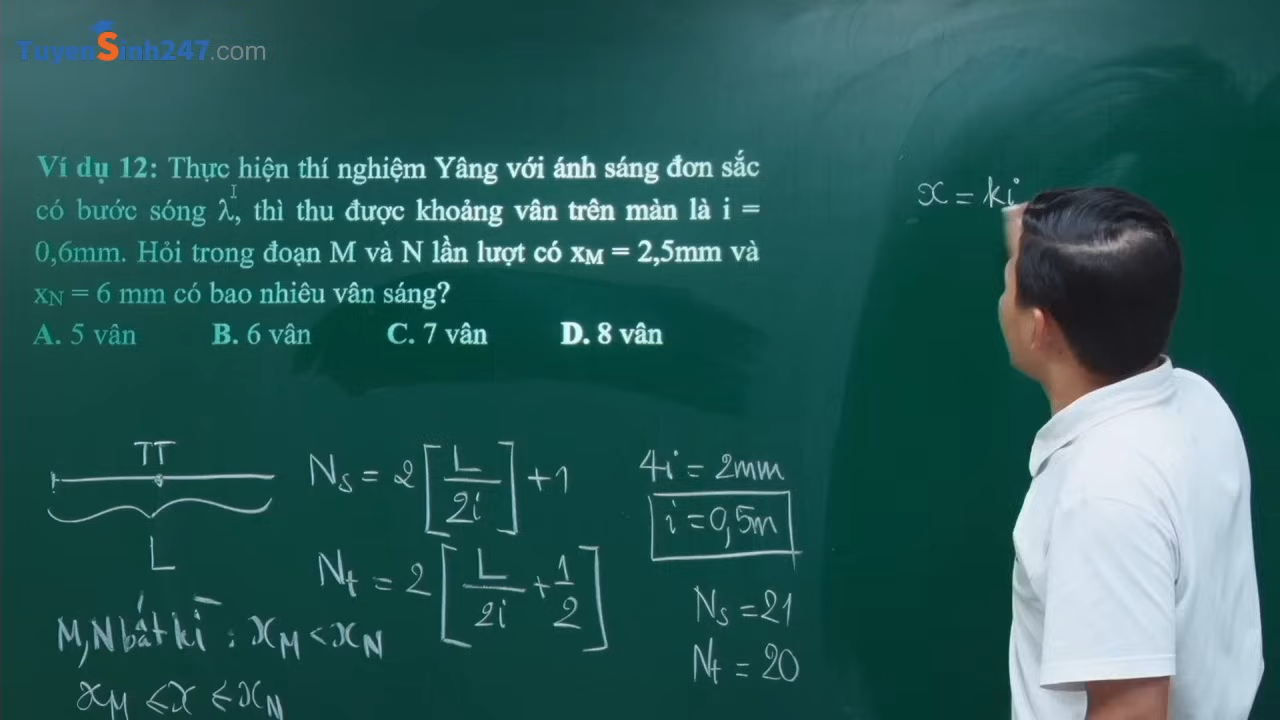 TuyenSinh247.com
Ví dụ 12: Thực hiện thí nghiệm Yâng với ánh sáng đơn sắc
có bước sóng λ, thì thu được khoảng vân trên màn là i =
0,6mm. Hỏi trong đoạn M và N lần lượt có xM = 2,5mm và
xN = 6 mm có bao nhiêu vân sáng?
A. 5 vân B. 6 vân C. 7 vân D. 8 vân
x = ki
TT
L
Ns = 2[L/2i] + 1
Nt = 2[L/2i + 1/2]
M, N bất kì : xM < xN
xM ≤ x ≤ xN
4i = 2mm
i = 0,5m
Ns = 21
Nt = 20